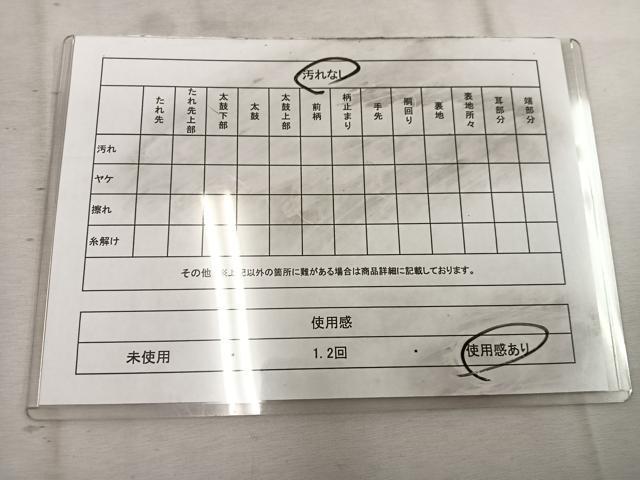 汚れなし
たれ先 たれ先上部 太鼓下部 太鼓 太鼓上部 前柄 柄止まり 手先 胴回り 裏地 裏地所々 耳部分 端部分
汚れ
ヤケ
擦れ
糸解け
その他 上記以外の箇所に難がある場合は商品詳細に記載しております。
使用感
未使用 ・ 1.2回 ・ 使用感あり